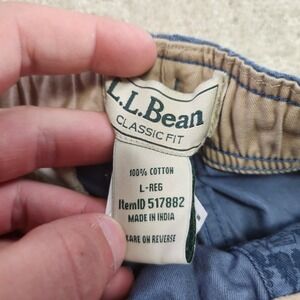 L.L.Bean
CLASSIC FIT
100% COTTON
L-REG
ItemID 517882
MADE IN INDIA
CARE ON REVERSE